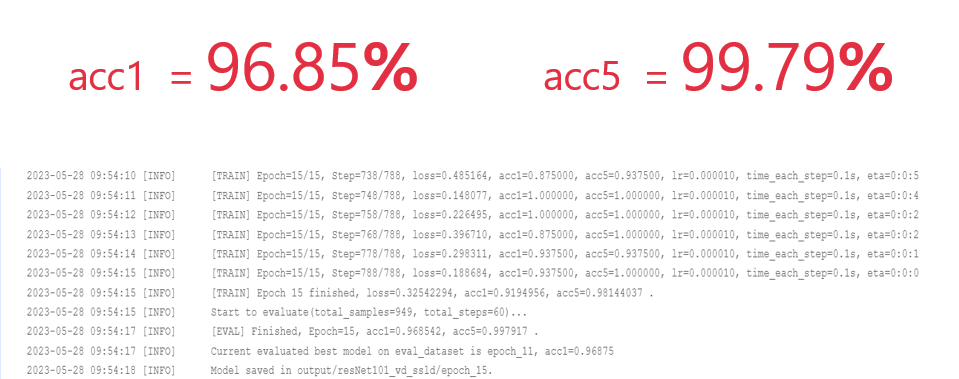 acc1 = 96.85% acc5 = 99.79%
2023-05-28 09:54:10 [INFO] [TRAIN] Epoch=15/15, Step=738/788, loss=0.485164, acc1=0.875000, acc5=0.937500, lr=0.000010, time_each_step=0.1s, eta=0:0:5
2023-05-28 09:54:11 [INFO] [TRAIN] Epoch=15/15, Step=748/788, loss=0.148077, acc1=1.000000, acc5=1.000000, lr=0.000010, time_each_step=0.1s, eta=0:0:4
2023-05-28 09:54:12 [INFO] [TRAIN] Epoch=15/15, Step=758/788, loss=0.226495, acc1=1.000000, acc5=1.000000, lr=0.000010, time_each_step=0.1s, eta=0:0:2
2023-05-28 09:54:13 [INFO] [TRAIN] Epoch=15/15, Step=768/788, loss=0.396710, acc1=0.875000, acc5=1.000000, lr=0.000010, time_each_step=0.1s, eta=0:0:2
2023-05-28 09:54:14 [INFO] [TRAIN] Epoch=15/15, Step=778/788, loss=0.298311, acc1=0.937500, acc5=0.937500, lr=0.000010, time_each_step=0.1s, eta=0:0:1
2023-05-28 09:54:15 [INFO] [TRAIN] Epoch=15/15, Step=788/788, loss=0.188684, acc1=0.937500, acc5=1.000000, lr=0.000010, time_each_step=0.1s, eta=0:0:0
2023-05-28 09:54:15 [INFO] [TRAIN] Epoch 15 finished, loss=0.32542294, acc1=0.9194956, acc5=0.98144037 .
2023-05-28 09:54:15 [INFO] Start to evaluate(total_samples=949, total_steps=60)...
2023-05-28 09:54:17 [INFO] [EVAL] Finished, Epoch=15, acc1=0.968542, acc5=0.997917 .
2023-05-28 09:54:17 [INFO] Current evaluated best model on eval_dataset is epoch_11, acc1=0.96875
2023-05-28 09:54:18 [INFO] Model saved in output/resNet101_vd_ssld/epoch_15.